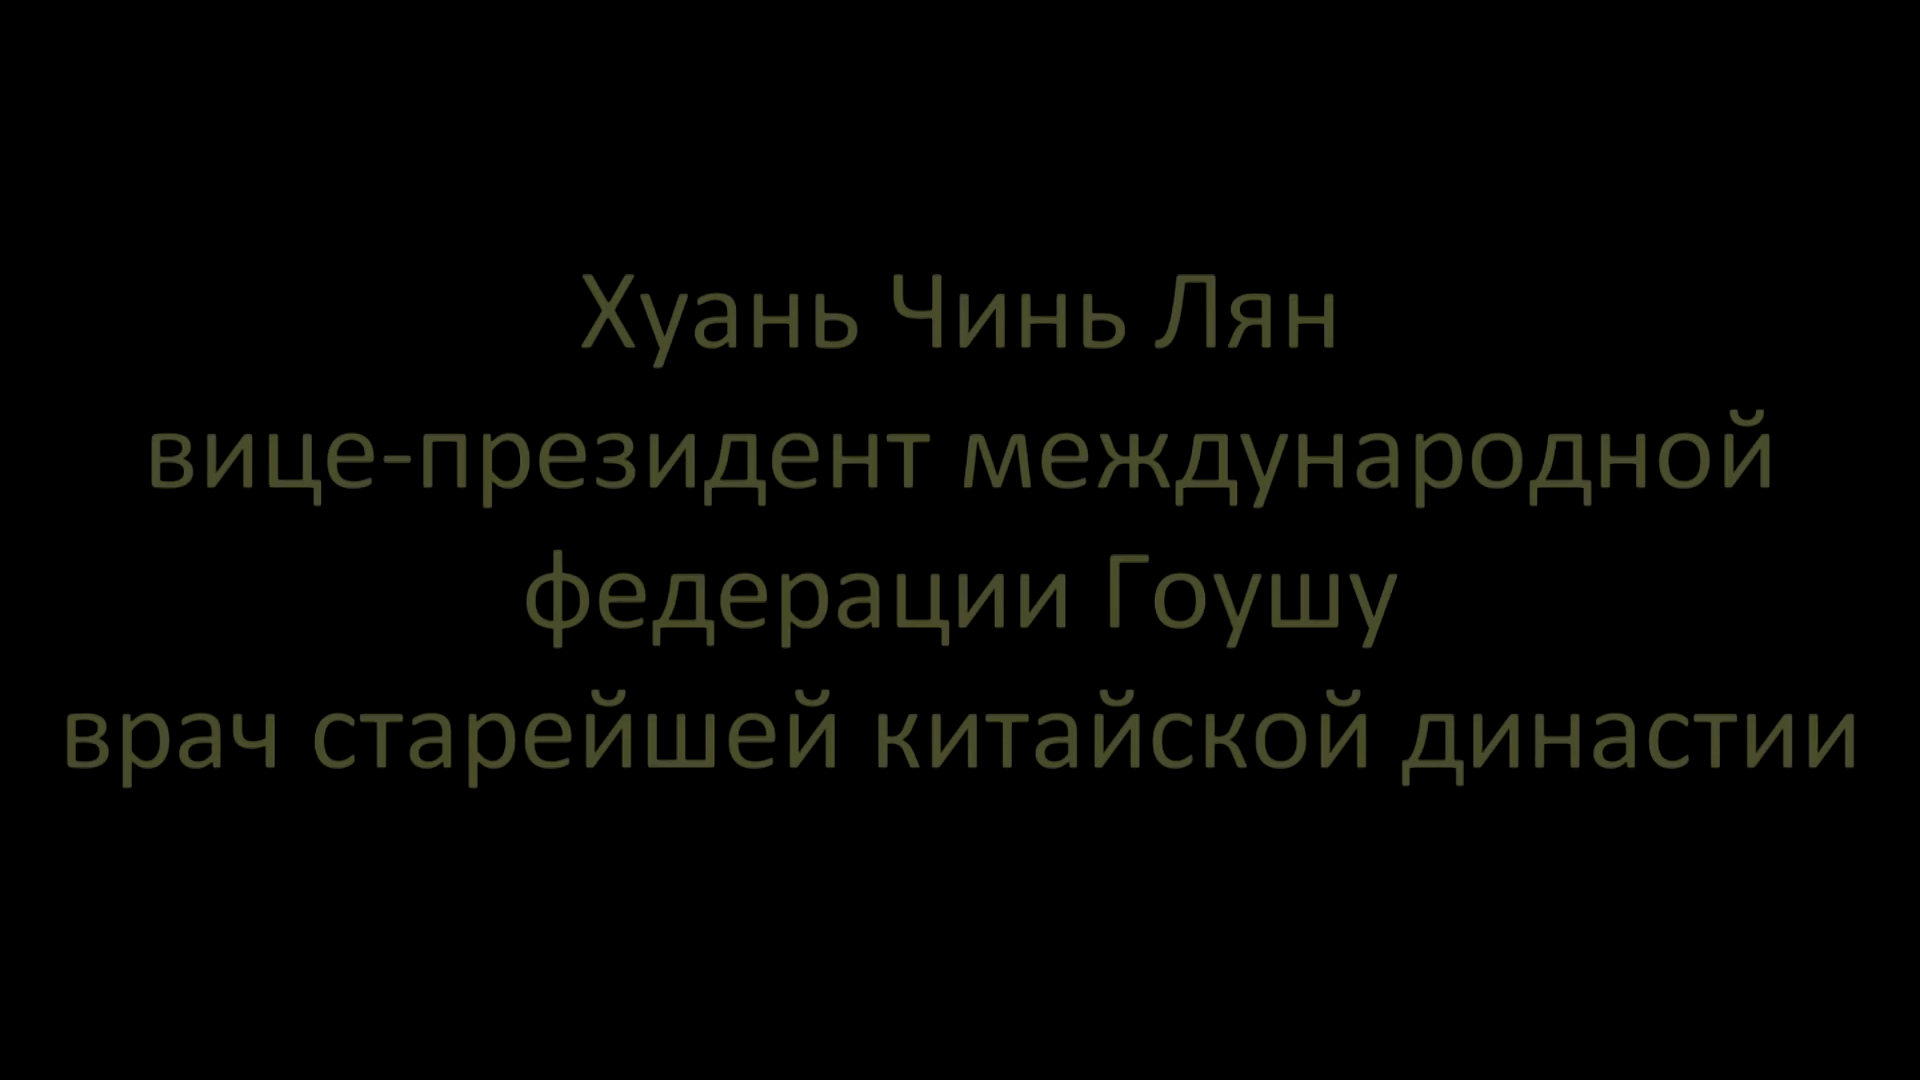 Хуань Чинь Лян
вице-президент международной
федерации Гоушу
врач старейшей китайской династии